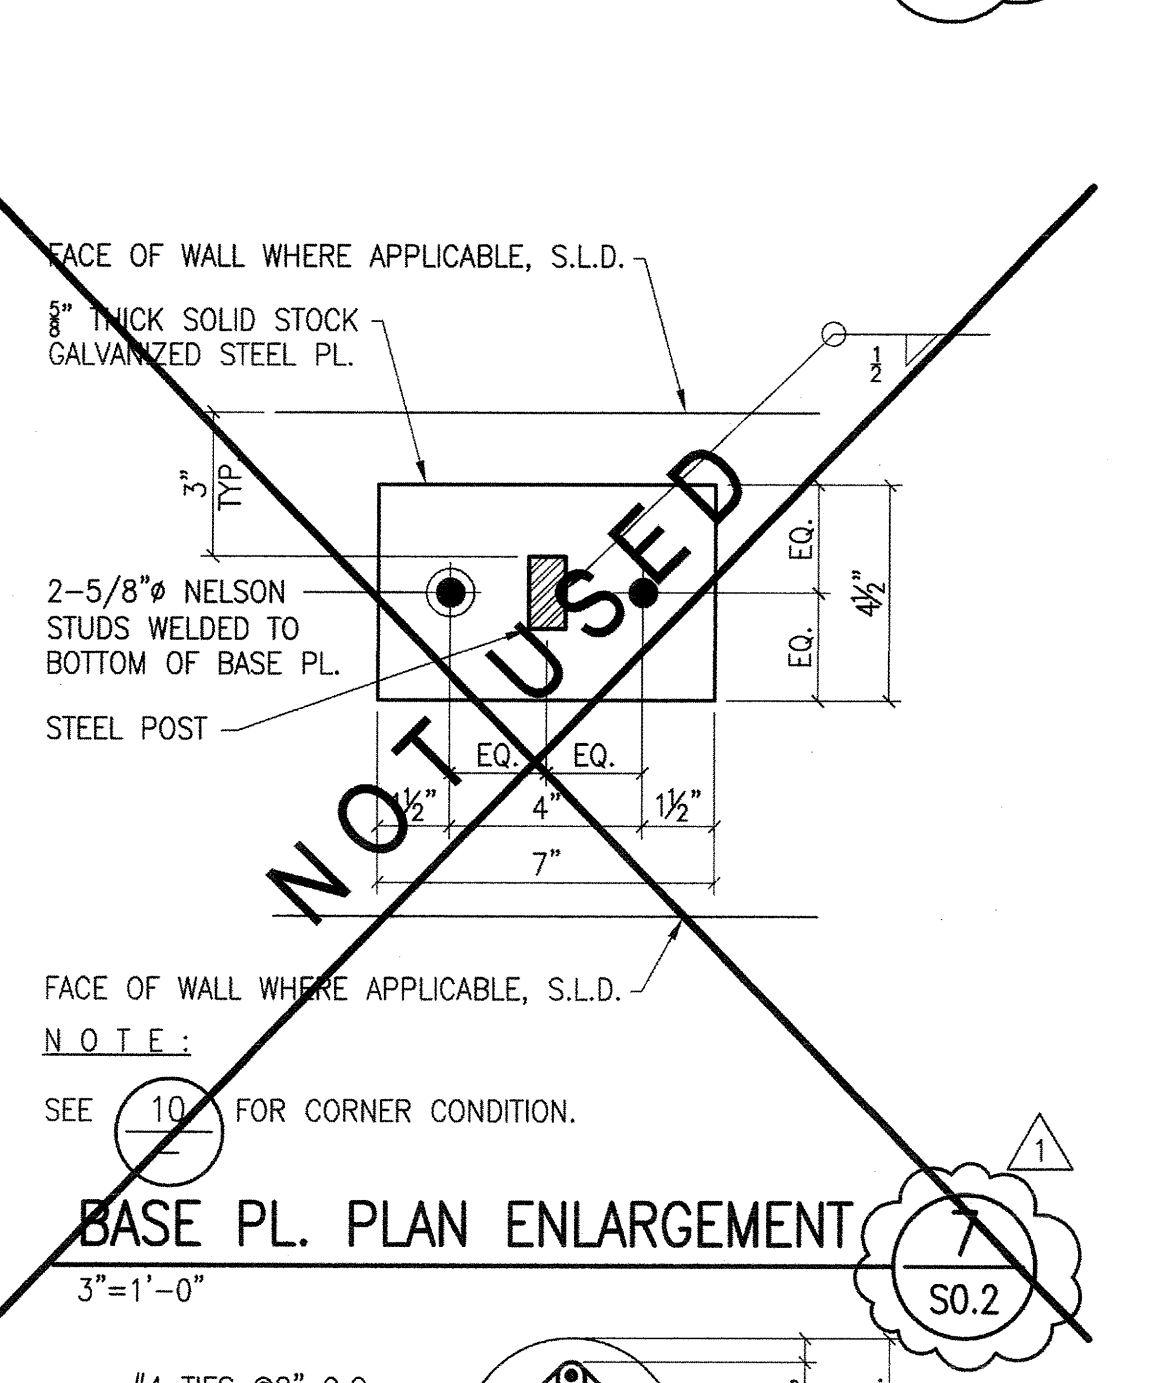 FACE OF WALL WHERE APPLICABLE, S.L.D.
5/8" THICK SOLID STOCK
GALVANIZED STEEL PL.
1/2
3"
TYP.
EQ.
4½"
2-5/8"ø NELSON
STUDS WELDED TO
BOTTOM OF BASE PL.
EQ.
STEEL POST
NOT USED
EQ. EQ.
1½" 4" 1½"
7"
FACE OF WALL WHERE APPLICABLE, S.L.D.
NOTE:
SEE 10 FOR CORNER CONDITION.
–
1
BASE PL. PLAN ENLARGEMENT
7
S0.2
3"=1'-0"